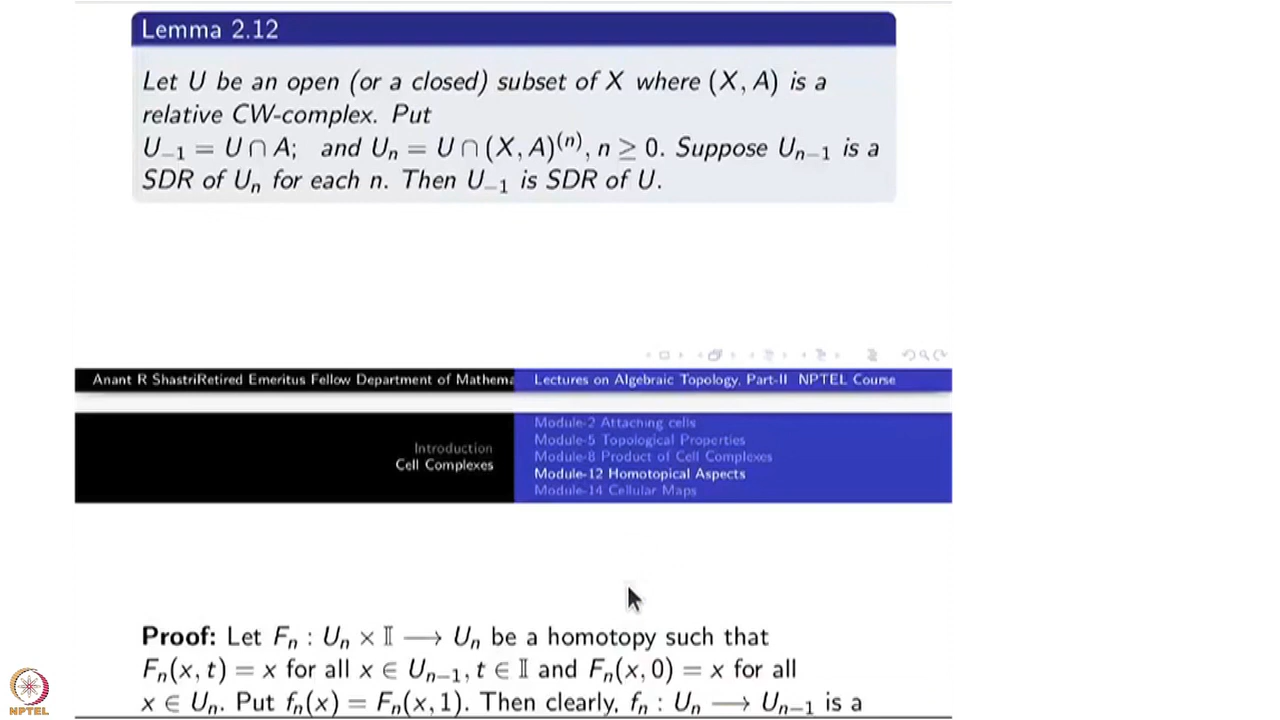 Lemma 2.12
Let U be an open (or a closed) subset of X where (X, A) is a
relative CW-complex. Put
U₋₁ = U ∩ A; and Uₙ = U ∩ (X, A)⁽ⁿ⁾, n ≥ 0. Suppose Uₙ₋₁ is a
SDR of Uₙ for each n. Then U₋₁ is SDR of U.
Anant R ShastriRetired Emeritus Fellow Department of Mathema
Lectures on Algebraic Topology, Part-II NPTEL Course
Introduction
Cell Complexes
Module-2 Attaching cells
Module-5 Topological Properties
Module-8 Product of Cell Complexes
Module-12 Homotopical Aspects
Module-14 Cellular Maps
Proof: Let Fₙ : Uₙ × 𝕀 ⟶ Uₙ be a homotopy such that
Fₙ(x, t) = x for all x ∈ Uₙ₋₁, t ∈ 𝕀 and Fₙ(x, 0) = x for all
x ∈ Uₙ. Put fₙ(x) = Fₙ(x, 1). Then clearly, fₙ : Uₙ ⟶ Uₙ₋₁ is a
NPTEL